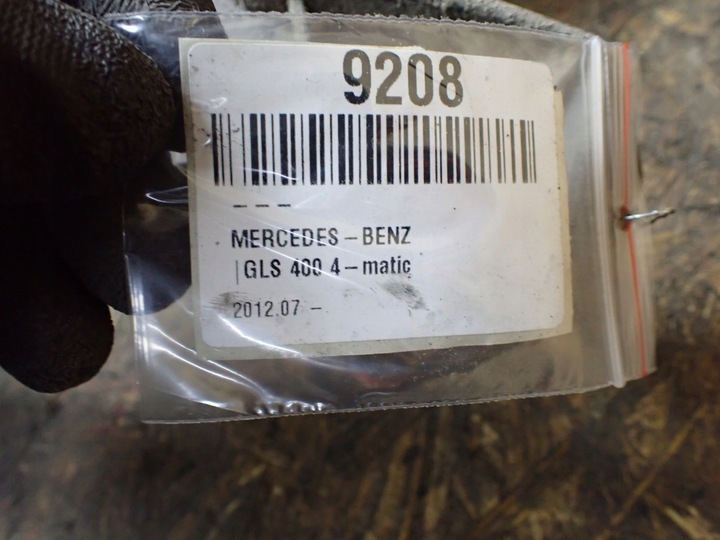 9208
- - -
MERCEDES-BENZ
|GLS 400 4-matic
2012.07 -